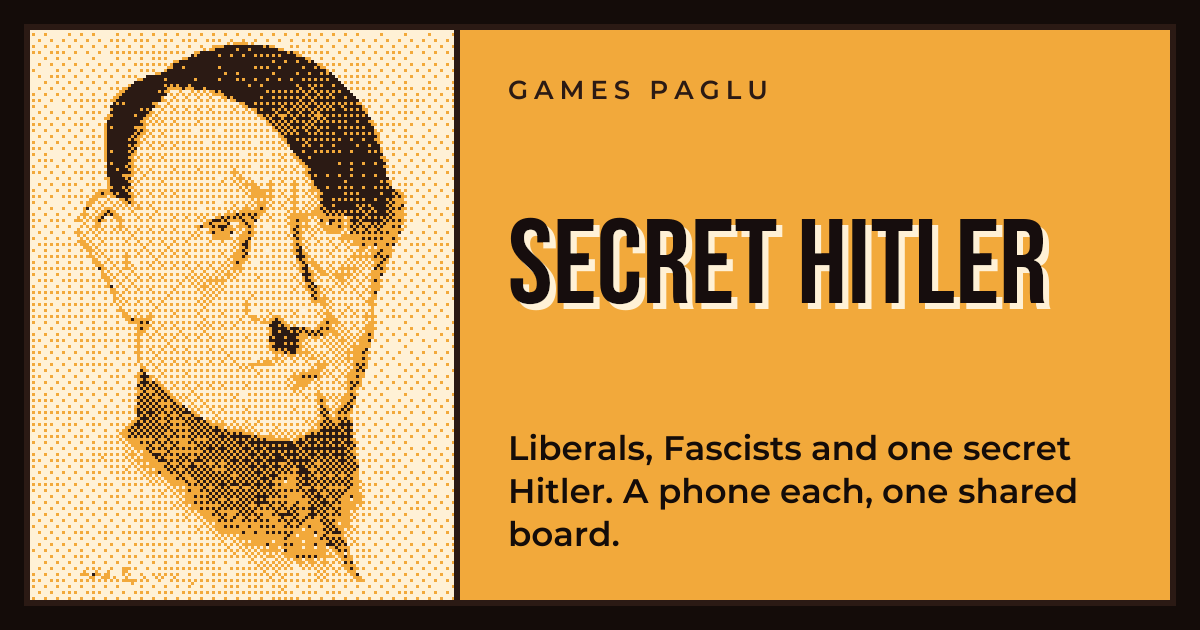 GAMES PAGLU
SECRET HITLER
Liberals, Fascists and one secret
Hitler. A phone each, one shared
board.